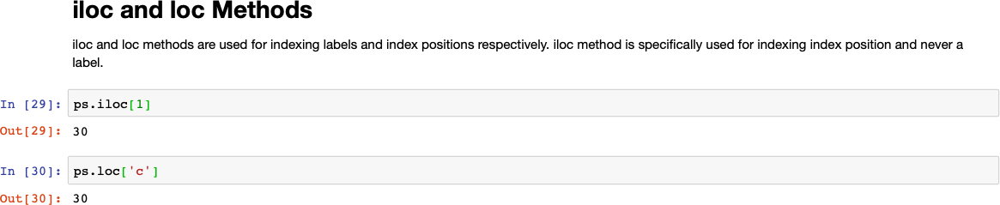 iloc and loc Methods
iloc and loc methods are used for indexing labels and index positions respectively. iloc method is specifically used for indexing index position and never a
label.
In [29]: ps.iloc[1]
Out[29]: 30
In [30]: ps.loc['c']
Out[30]: 30